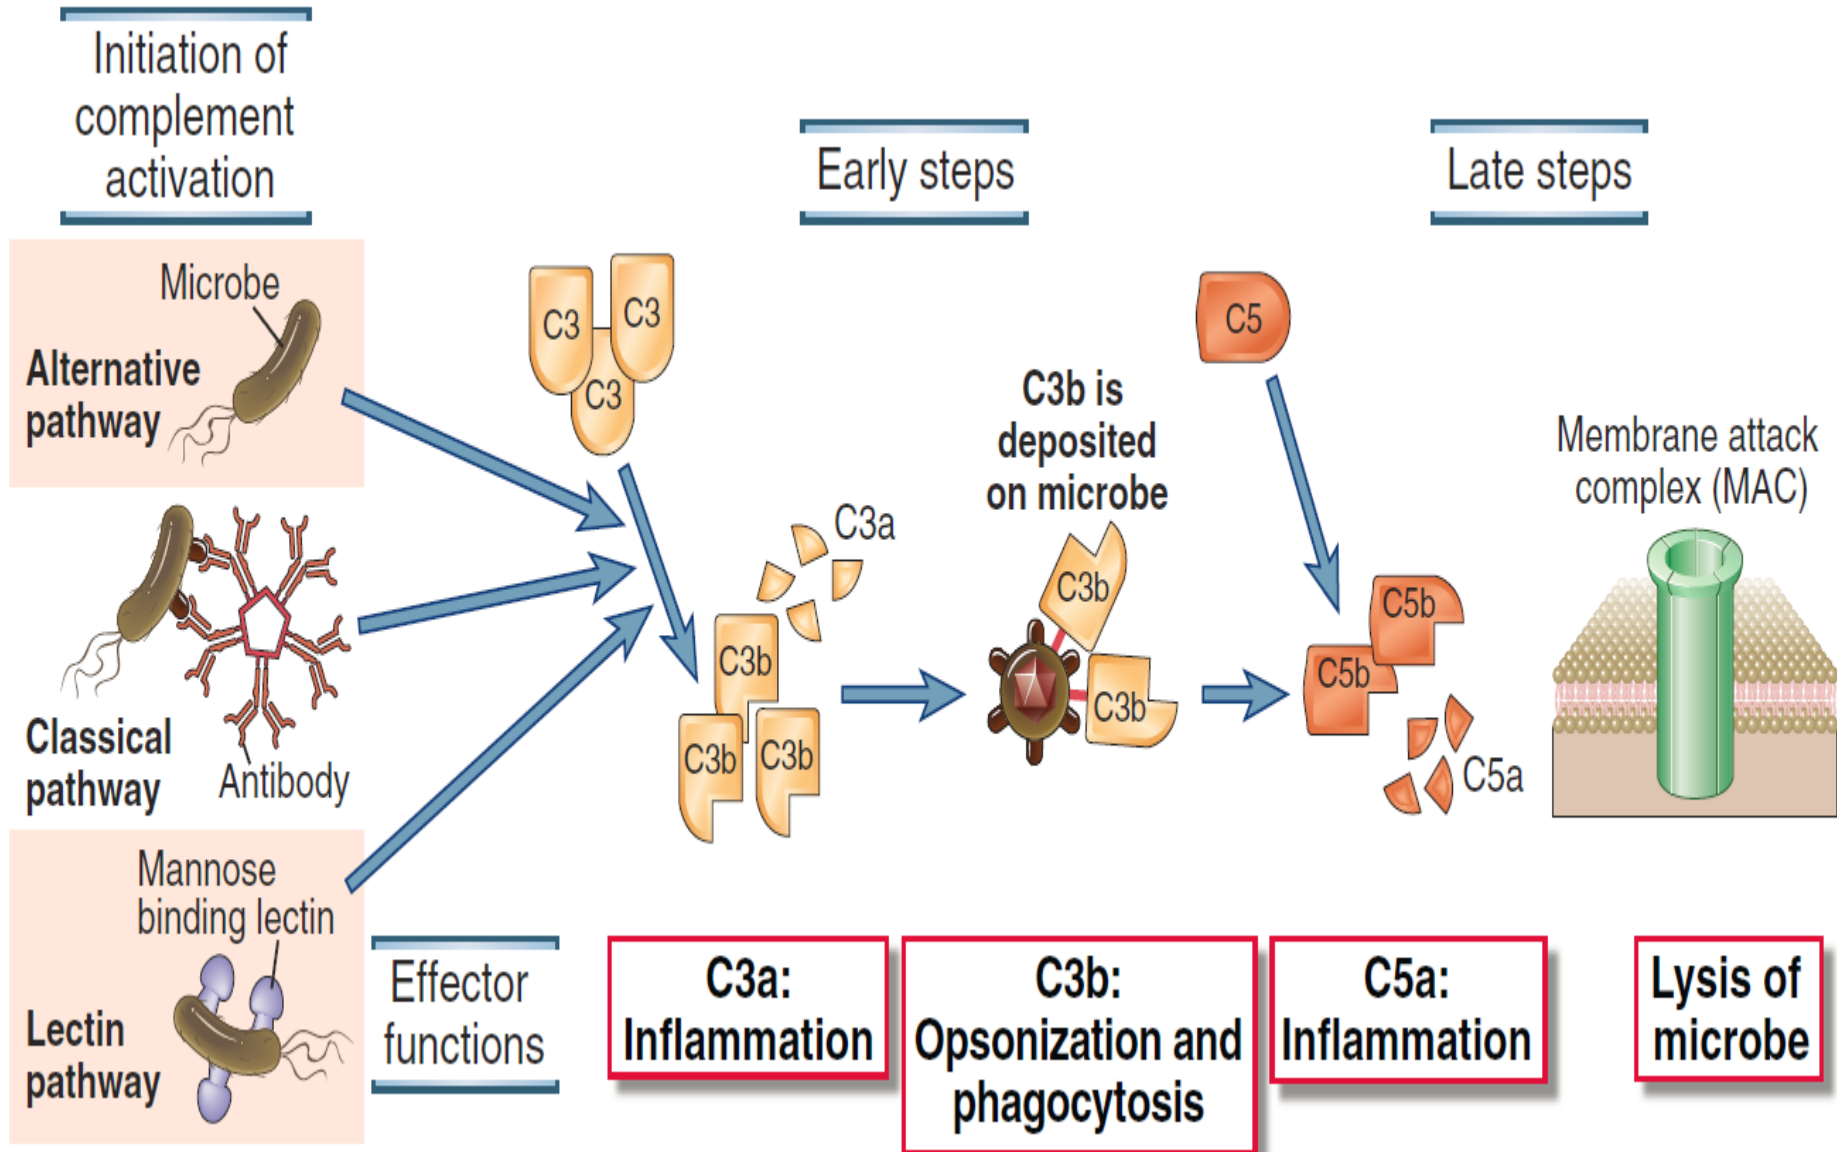 Initiation of
complement
activation
Early steps
Late steps
Microbe
Alternative
pathway
C3
C3
C3
C5
C3b is
deposited
on microbe
Membrane attack
complex (MAC)
C3a
C3b
C3b
C3b
C3b
C3b
C5b
C5b
C5a
Classical
pathway
Antibody
Mannose
binding lectin
Lectin
pathway
Effector
functions
C3a:
Inflammation
C3b:
Opsonization and
phagocytosis
C5a:
Inflammation
Lysis of
microbe